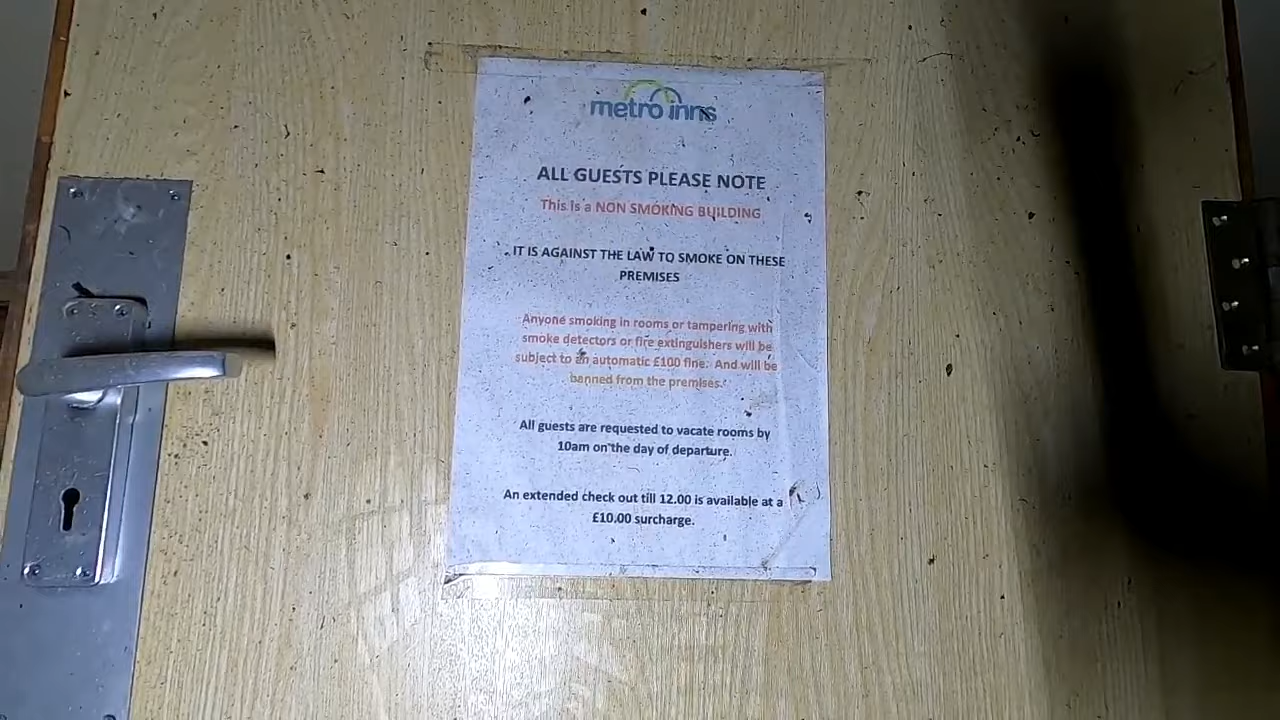 metro inns
ALL GUESTS PLEASE NOTE
This is a NON SMOKING BUILDING
IT IS AGAINST THE LAW TO SMOKE ON THESE
PREMISES
Anyone smoking in rooms or tampering with
smoke detectors or fire extinguishers will be
subject to an automatic £100 fine. And will be
banned from the premises.
All guests are requested to vacate rooms by
10am on the day of departure.
An extended check out till 12.00 is available at a
£10.00 surcharge.